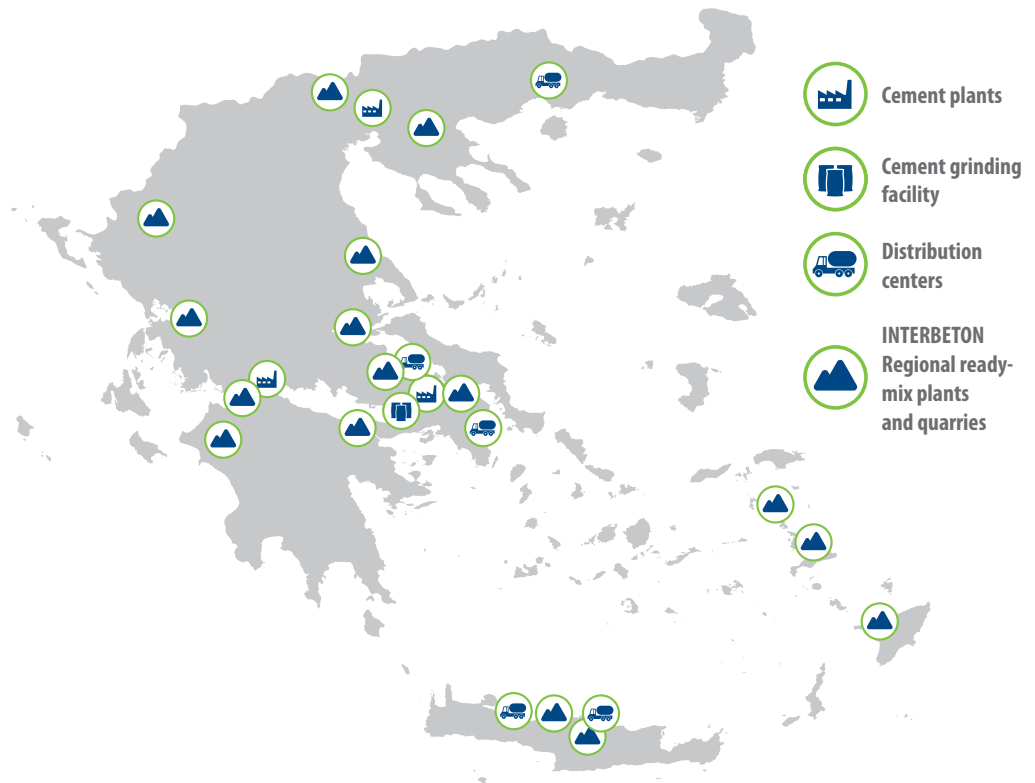 Cement plants
Cement grinding
facility
Distribution
centers
INTERBETON
Regional ready-
mix plants
and quarries